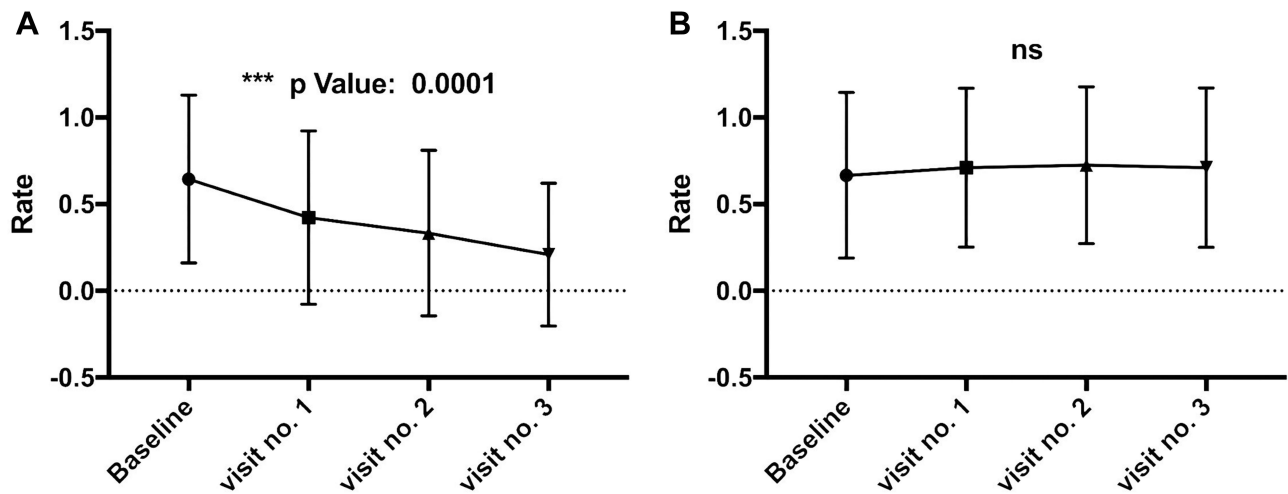 A
1.5
1.0
0.5
0.0
-0.5
Rate
*** p Value: 0.0001
Baseline
visit no. 1
visit no. 2
visit no. 3
B
1.5
1.0
0.5
0.0
-0.5
Rate
ns
Baseline
visit no. 1
visit no. 2
visit no. 3